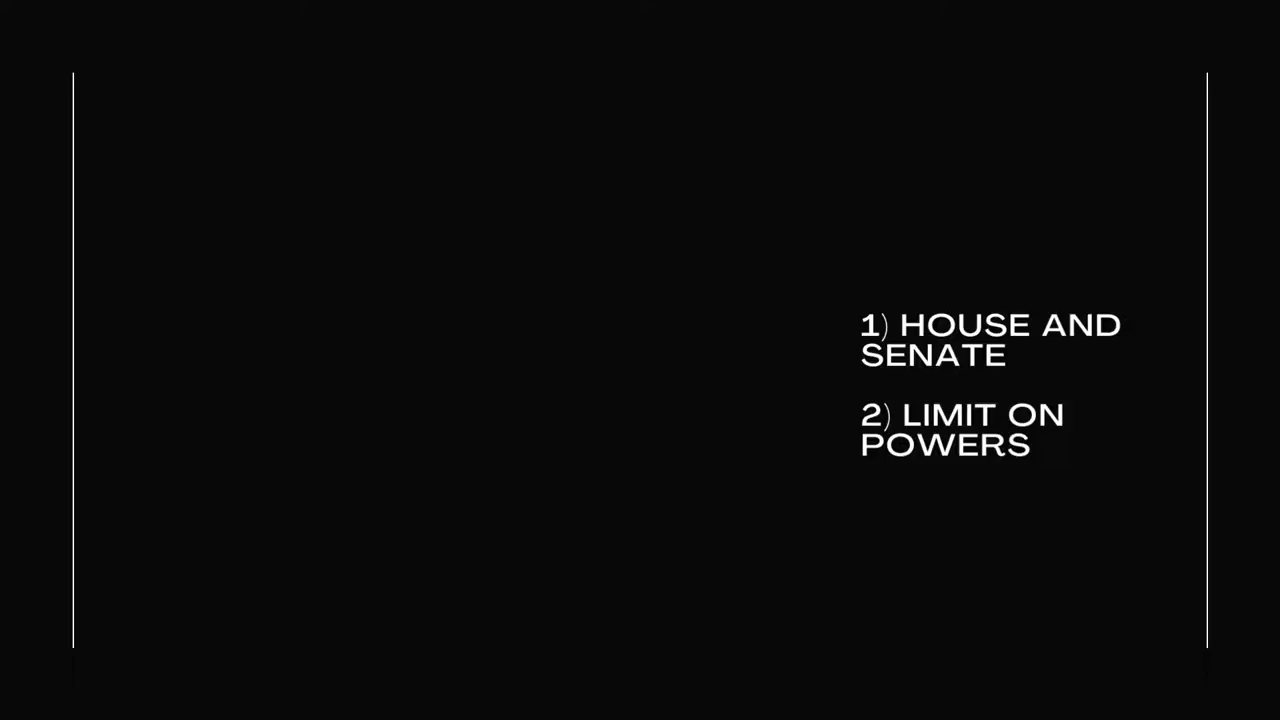 1) HOUSE AND
SENATE
2) LIMIT ON
POWERS